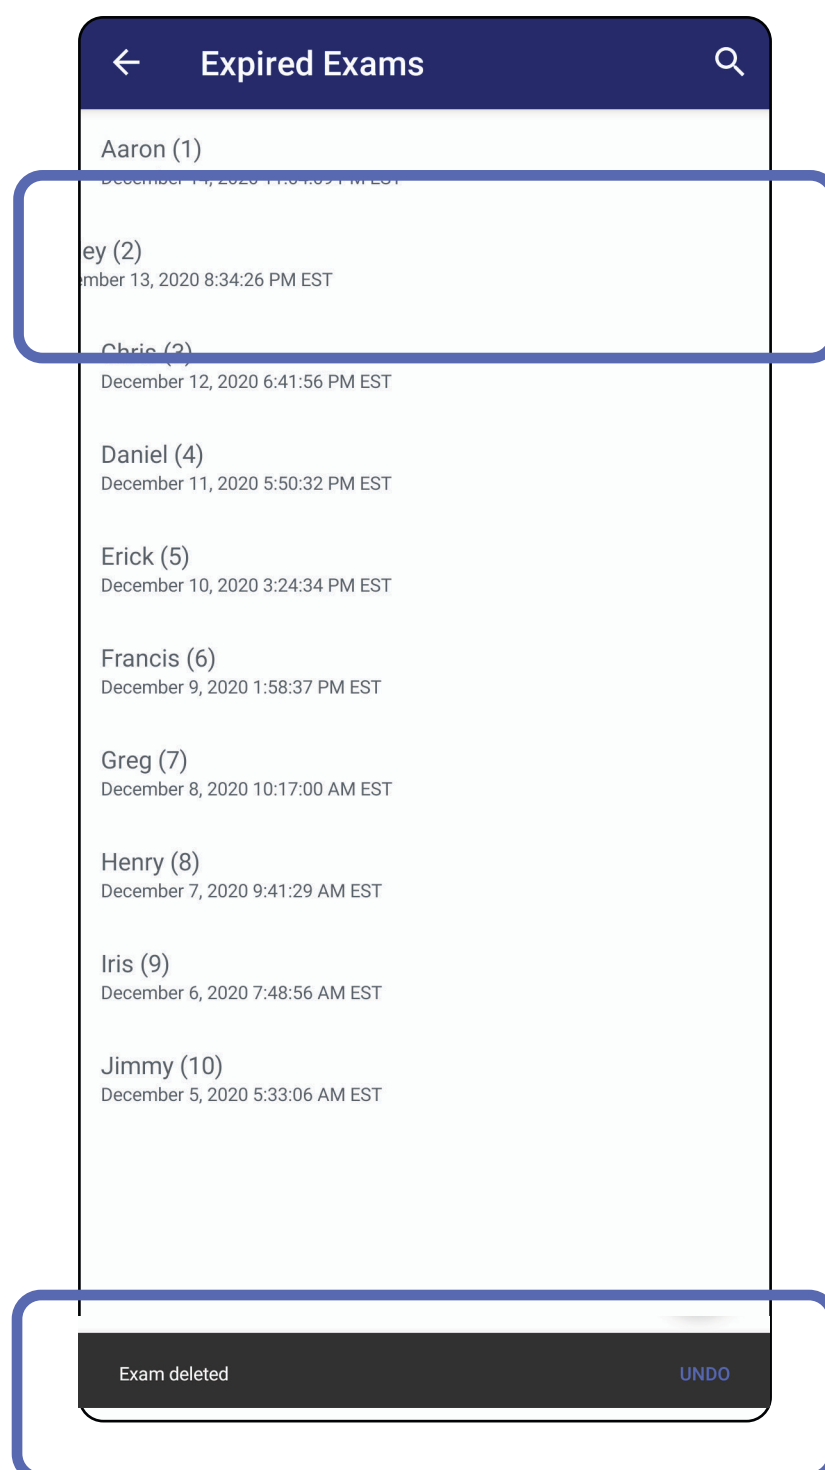 Expired Exams
Aaron (1)
December 14, 2020
ey (2)
ember 13, 2020 8:34:26 PM EST
Chris (3)
December 12, 2020 6:41:56 PM EST
Daniel (4)
December 11, 2020 5:50:32 PM EST
Erick (5)
December 10, 2020 3:24:34 PM EST
Francis (6)
December 9, 2020 1:58:37 PM EST
Greg (7)
December 8, 2020 10:17:00 AM EST
Henry (8)
December 7, 2020 9:41:29 AM EST
Iris (9)
December 6, 2020 7:48:56 AM EST
Jimmy (10)
December 5, 2020 5:33:06 AM EST
Exam deleted
UNDO